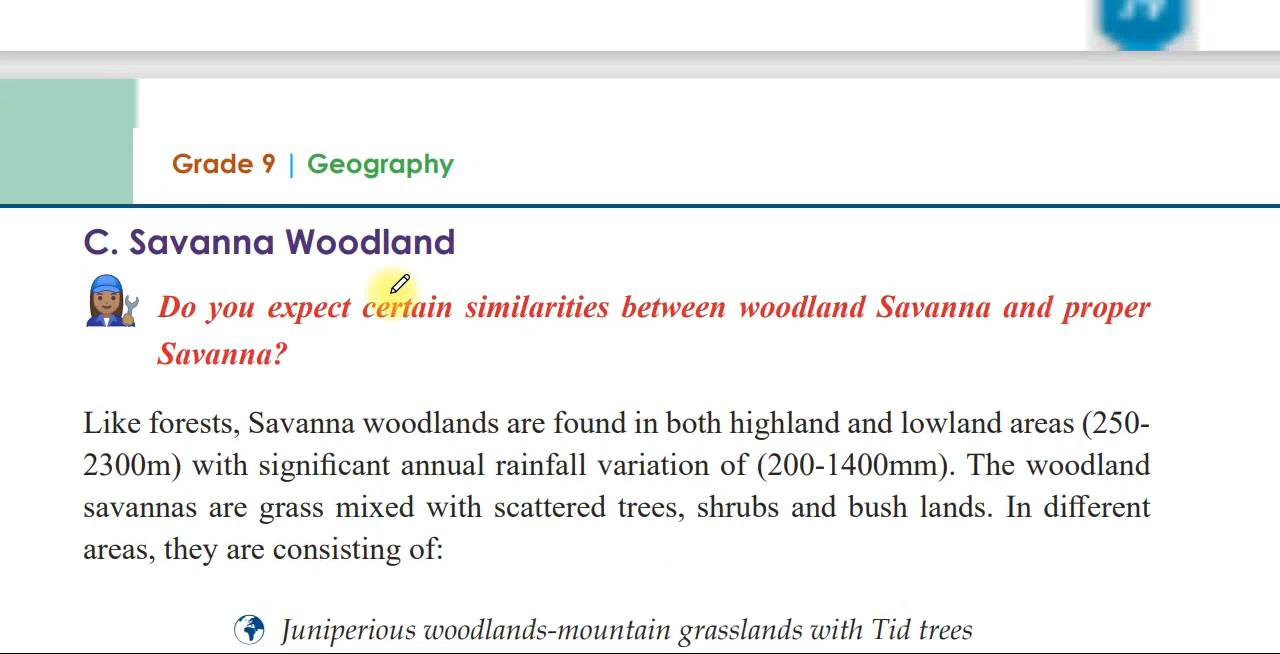 Grade 9 | Geography
C. Savanna Woodland
Do you expect certain similarities between woodland Savanna and proper
Savanna?
Like forests, Savanna woodlands are found in both highland and lowland areas (250-
2300m) with significant annual rainfall variation of (200-1400mm). The woodland
savannas are grass mixed with scattered trees, shrubs and bush lands. In different
areas, they are consisting of:
Juniperious woodlands-mountain grasslands with Tid trees